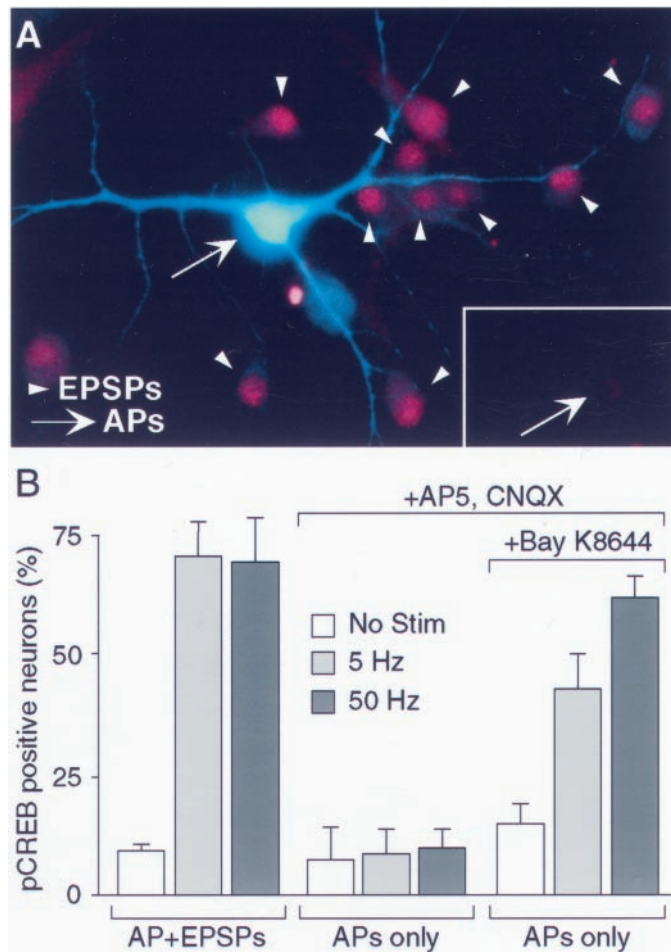 A
EPSPs
APs
B
+AP5, CNQX
+Bay K8644
pCREB positive neurons (%)
75
50
25
0
No Stim
5 Hz
50 Hz
AP+EPSPs
APs only
APs only